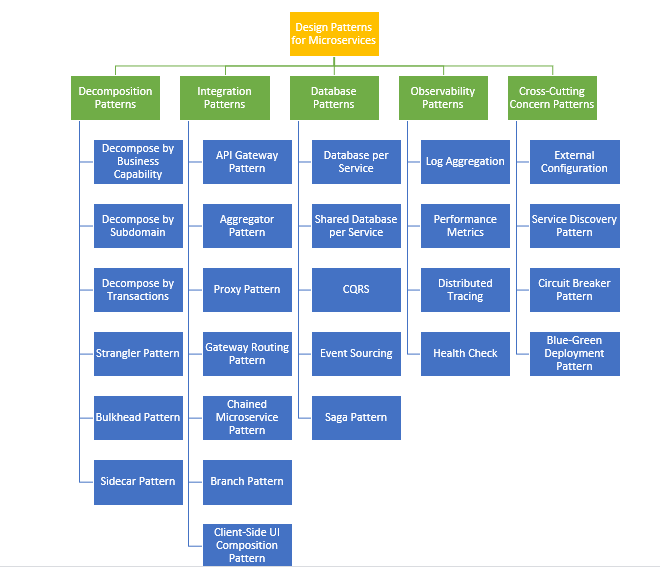 Design Patterns
for Microservices
Decomposition
Patterns
Decompose by
Business
Capability
Decompose by
Subdomain
Decompose by
Transactions
Strangler Pattern
Bulkhead Pattern
Sidecar Pattern
Integration
Patterns
API Gateway
Pattern
Aggregator
Pattern
Proxy Pattern
Gateway Routing
Pattern
Chained
Microservice
Pattern
Branch Pattern
Client-Side UI
Composition
Pattern
Database
Patterns
Database per
Service
Shared Database
per Service
CQRS
Event Sourcing
Saga Pattern
Observability
Patterns
Log Aggregation
Performance
Metrics
Distributed
Tracing
Health Check
Cross-Cutting
Concern Patterns
External
Configuration
Service Discovery
Pattern
Circuit Breaker
Pattern
Blue-Green
Deployment
Pattern